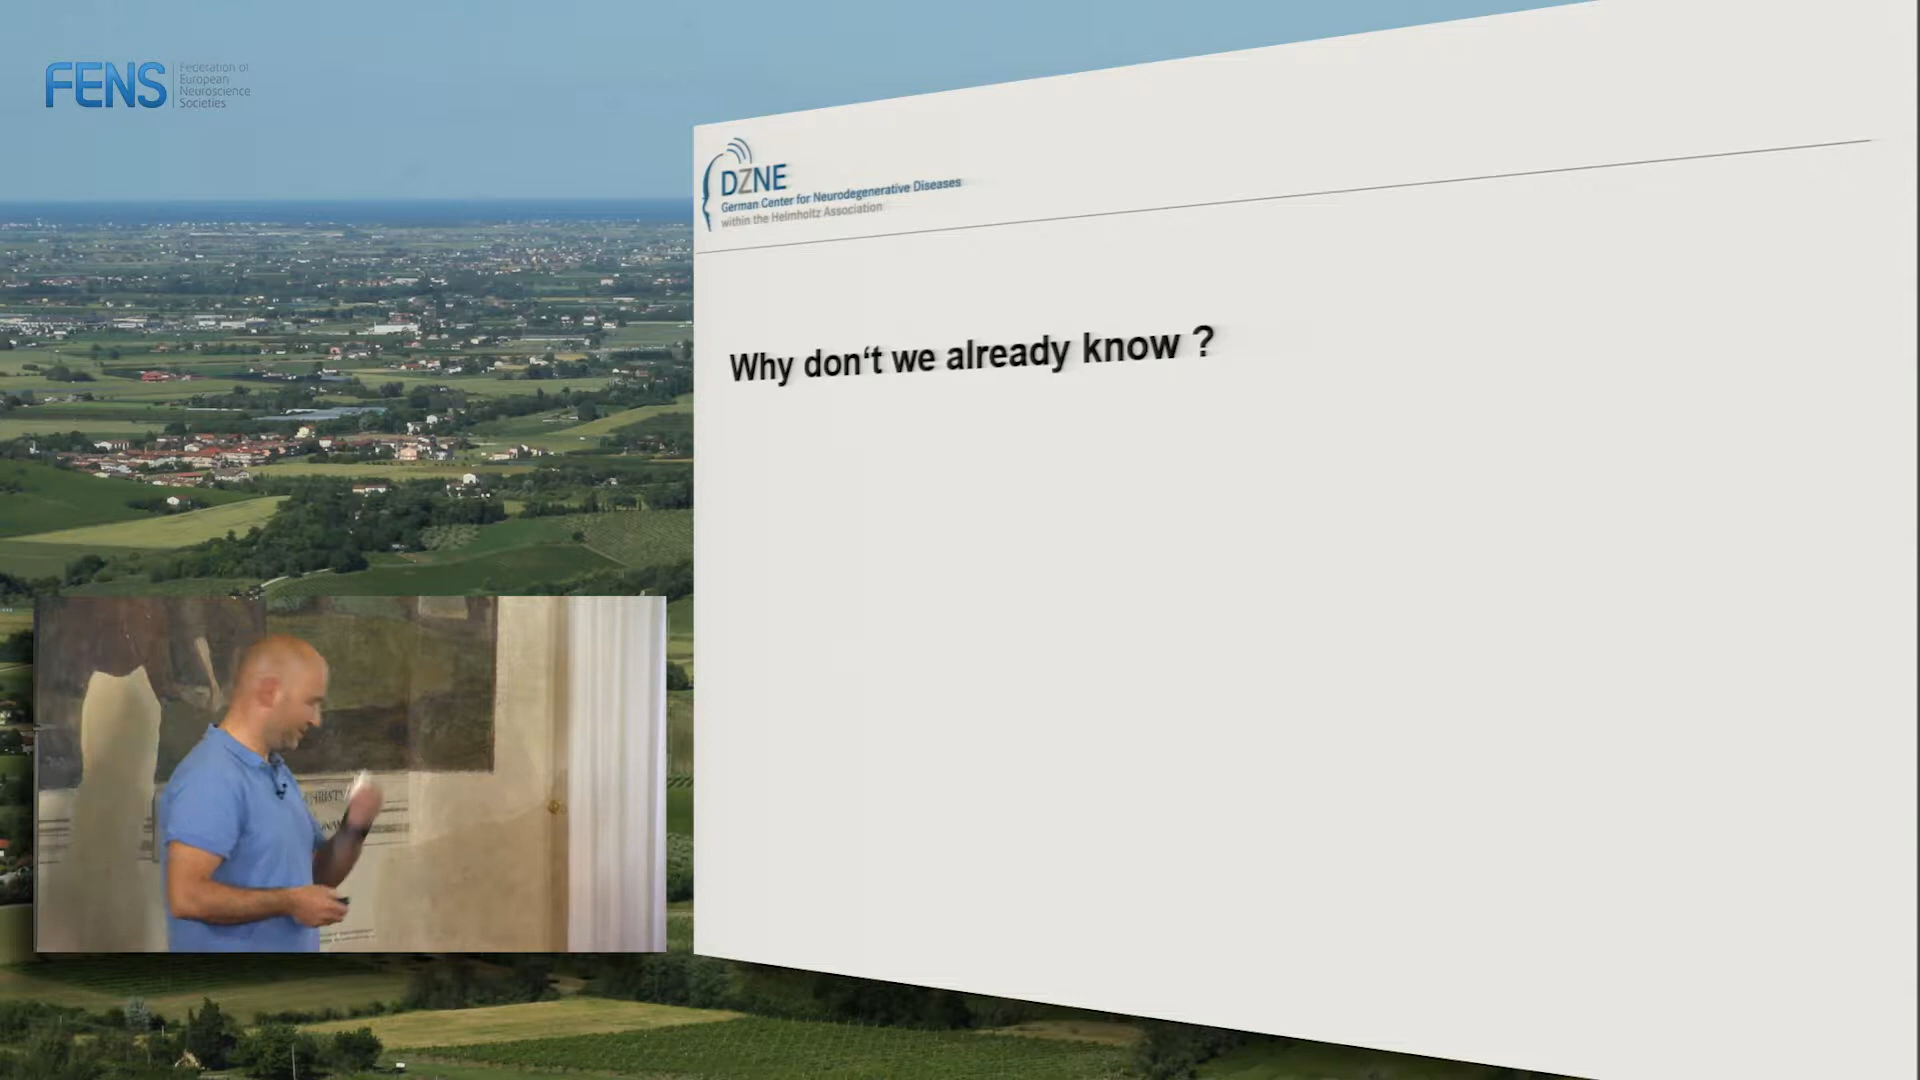 FENS
Federation of
European
Neuroscience
Societies
DZNE
German Center for Neurodegenerative Diseases
within the Helmholtz Association
Why don‘t we already know ?